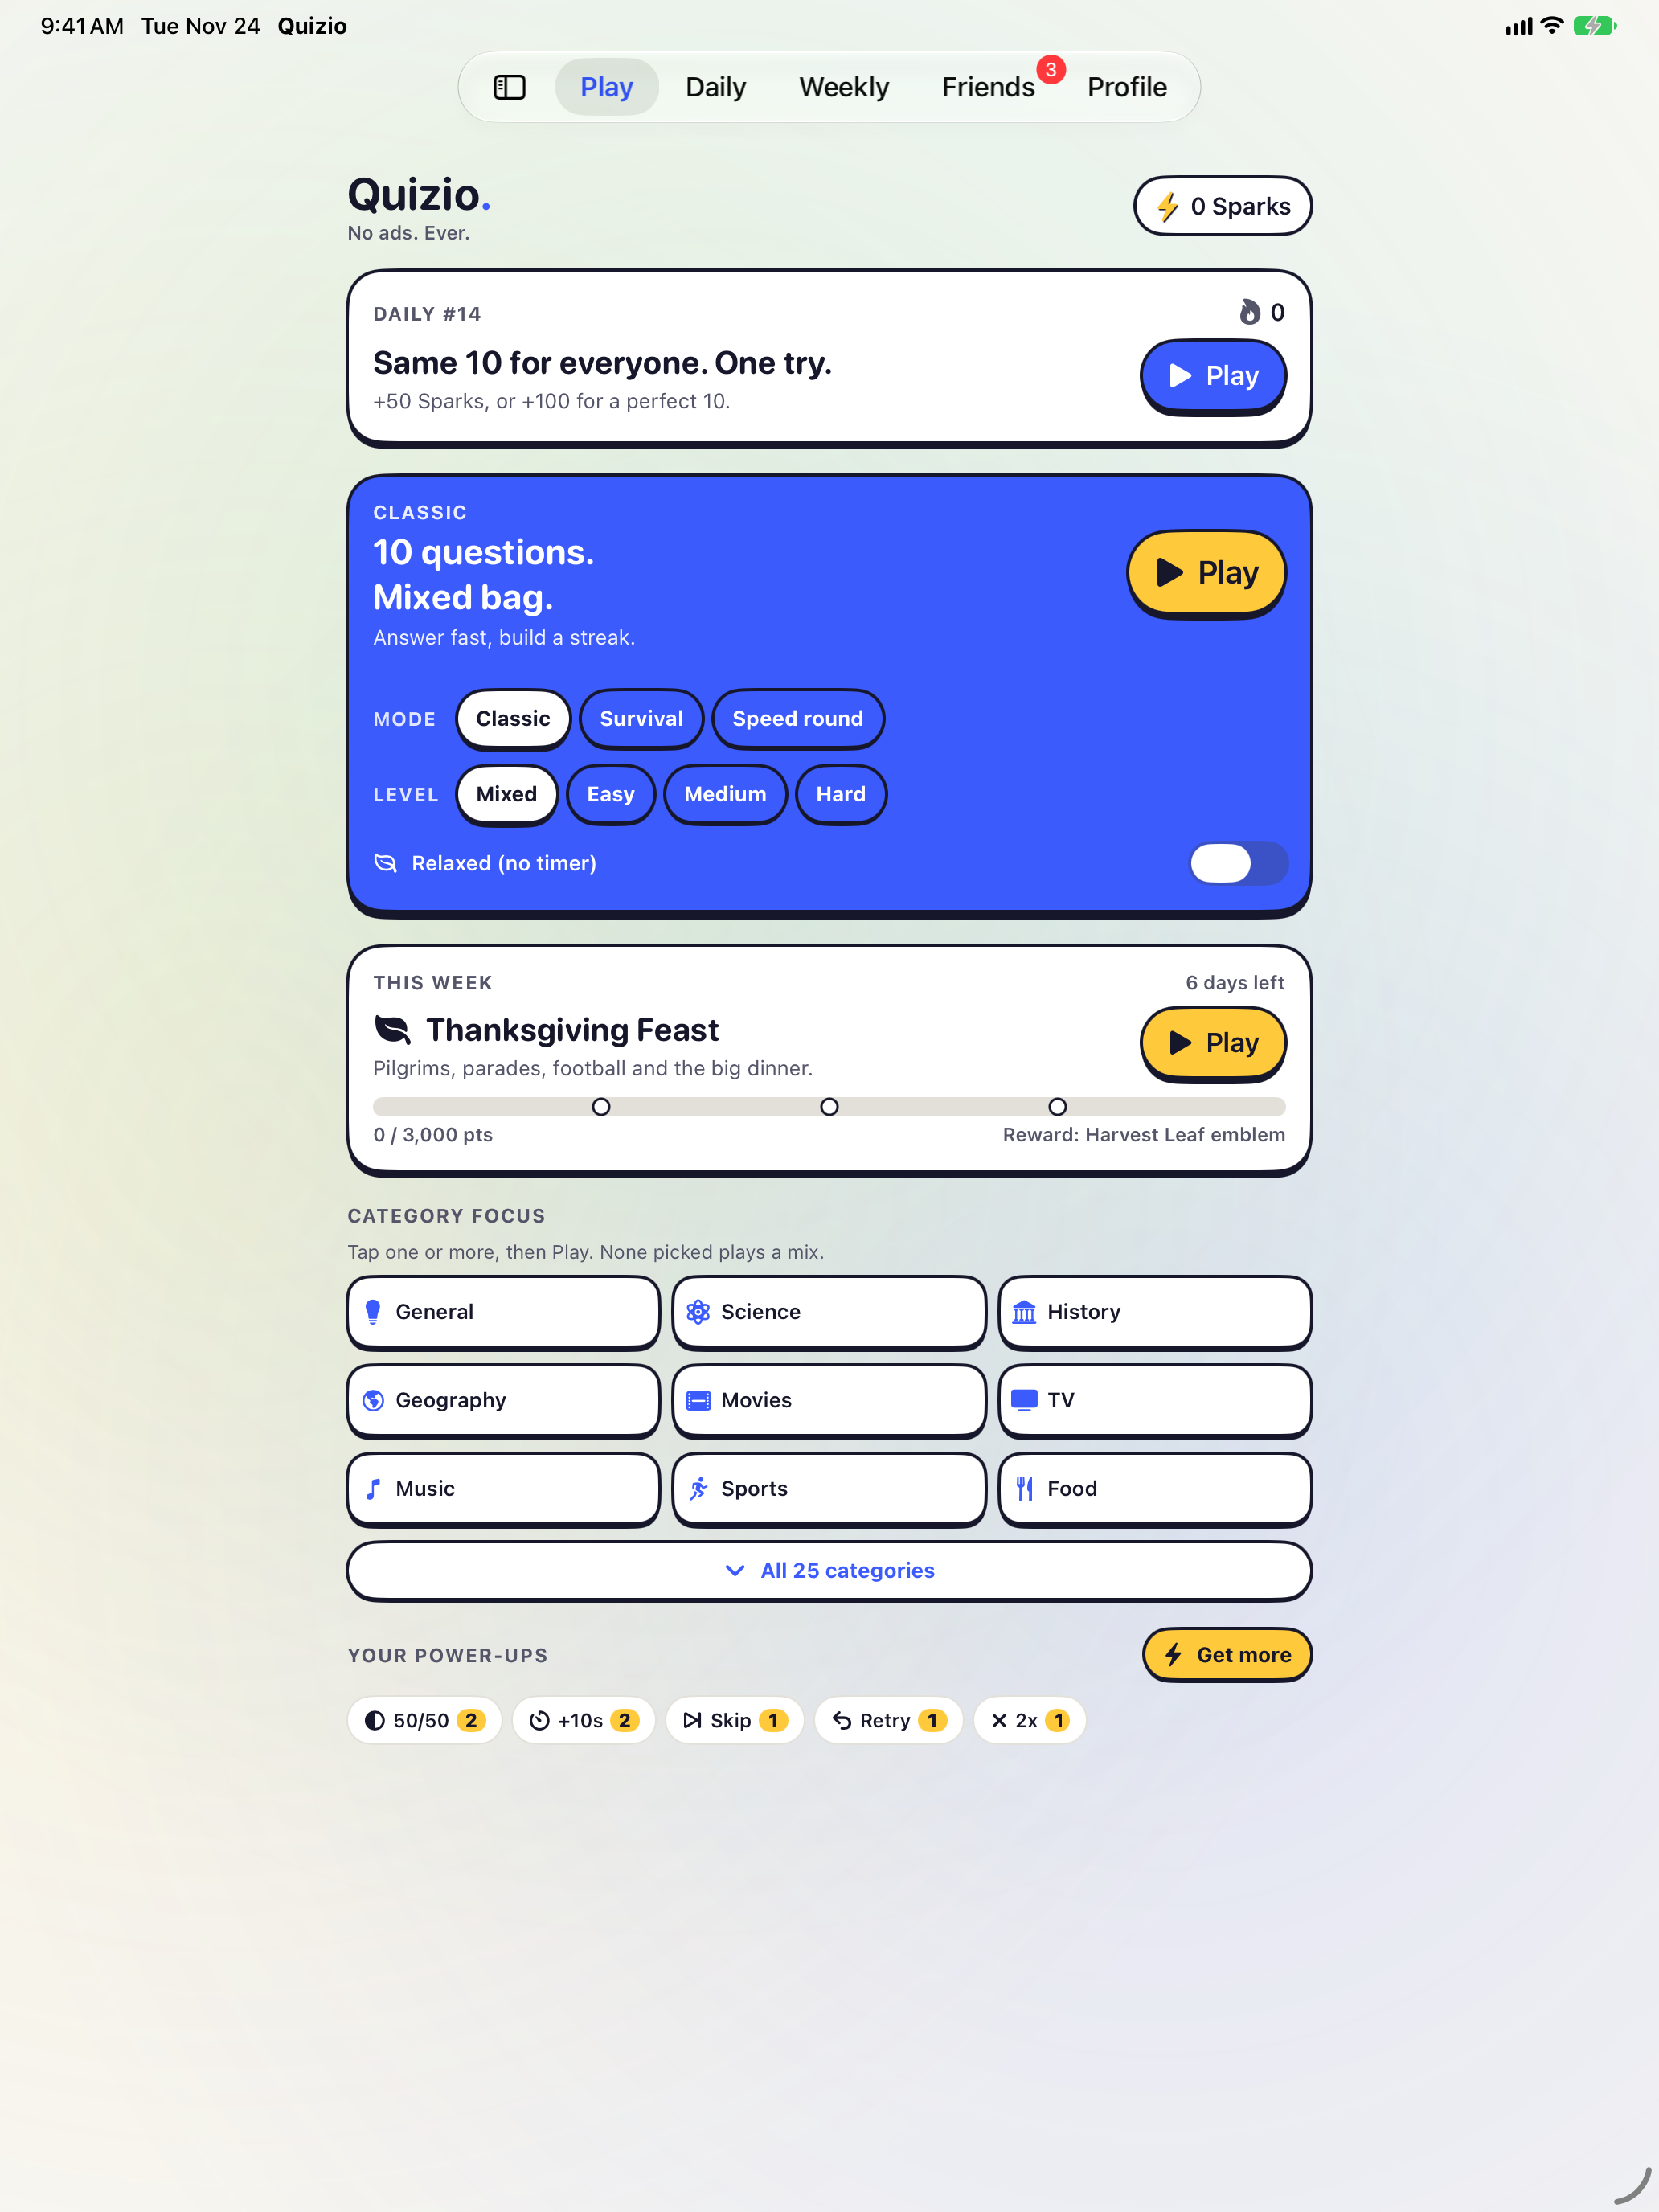 9:41 AM Tue Nov 24 Quizio
Play Daily Weekly Friends 3 Profile
Quizio.
No ads. Ever.
0 Sparks
DAILY #14
0
Same 10 for everyone. One try.
+50 Sparks, or +100 for a perfect 10.
Play
CLASSIC
10 questions.
Mixed bag.
Answer fast, build a streak.
Play
MODE Classic Survival Speed round
LEVEL Mixed Easy Medium Hard
Relaxed (no timer)
THIS WEEK
6 days left
Thanksgiving Feast
Pilgrims, parades, football and the big dinner.
Play
0 / 3,000 pts
Reward: Harvest Leaf emblem
CATEGORY FOCUS
Tap one or more, then Play. None picked plays a mix.
General Science History
Geography Movies TV
Music Sports Food
All 25 categories
YOUR POWER-UPS
Get more
50/50 2 +10s 2 Skip 1 Retry 1 2x 1